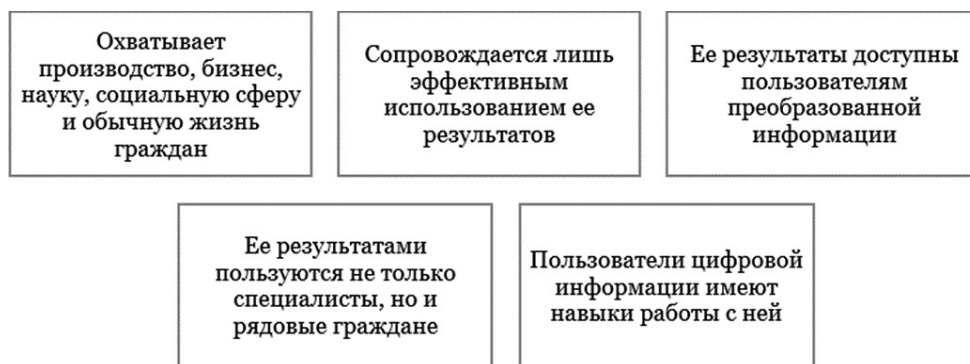 Охватывает
производство, бизнес,
науку, социальную сферу
и обычную жизнь
граждан
Сопровождается лишь
эффективным
использованием ее
результатов
Ее результаты доступны
пользователям
преобразованной
информации
Ее результатами
пользуются не только
специалисты, но и
рядовые граждане
Пользователи цифровой
информации имеют
навыки работы с ней